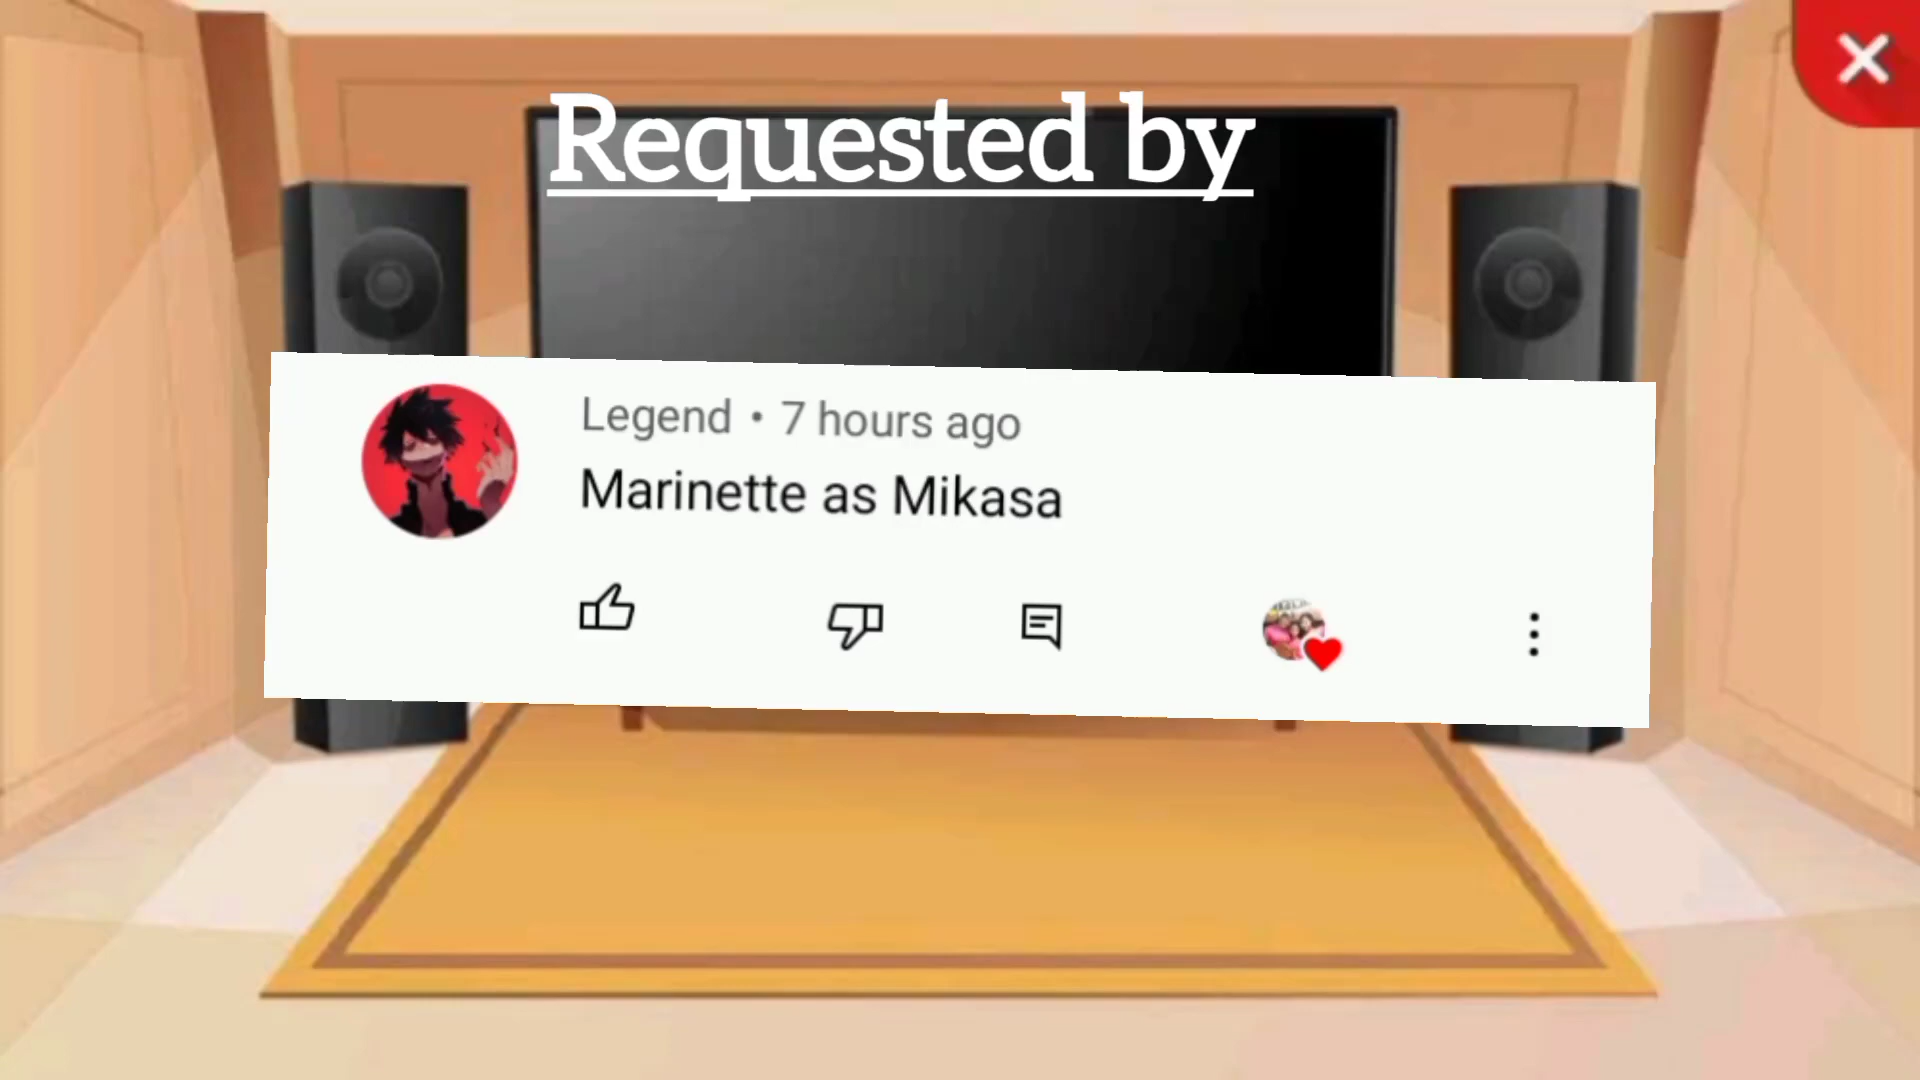 Requested by
Legend • 7 hours ago
Marinette as Mikasa